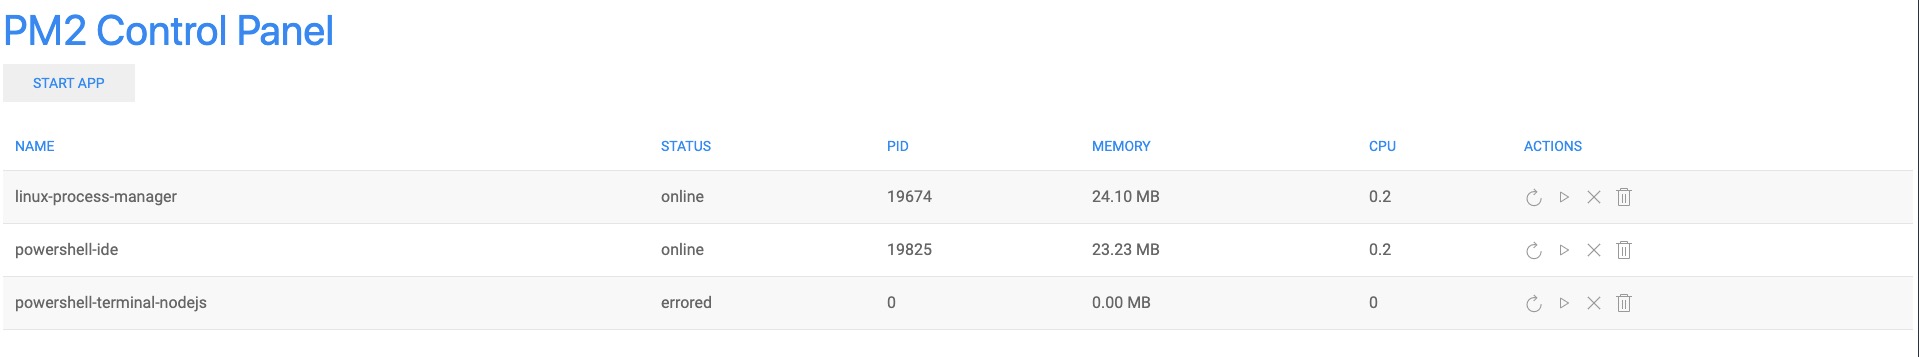 PM2 Control Panel
START APP
NAME STATUS PID MEMORY CPU ACTIONS
linux-process-manager online 19674 24.10 MB 0.2
powershell-ide online 19825 23.23 MB 0.2
powershell-terminal-nodejs errored 0 0.00 MB 0